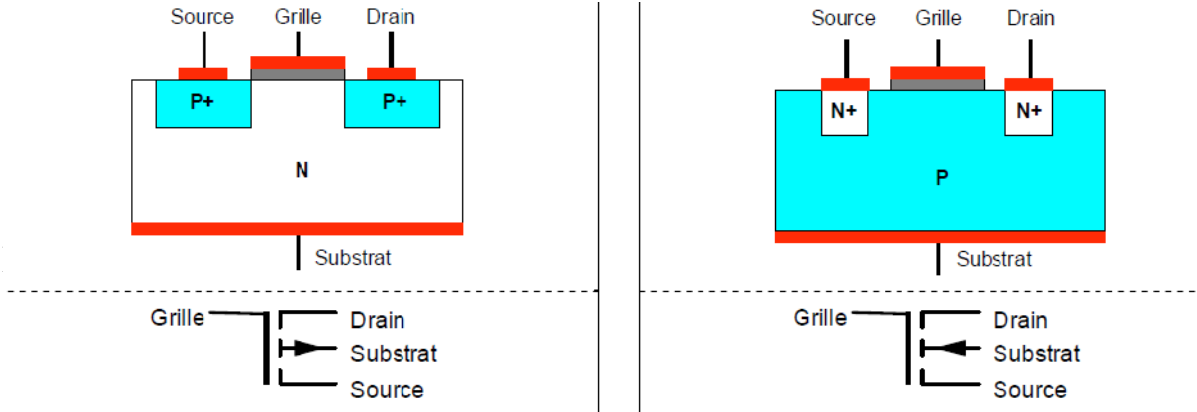 Source Grille Drain
P+ P+
N
Substrat
Grille
Drain
Substrat
Source
Source Grille Drain
N+ N+
P
Substrat
Grille
Drain
Substrat
Source